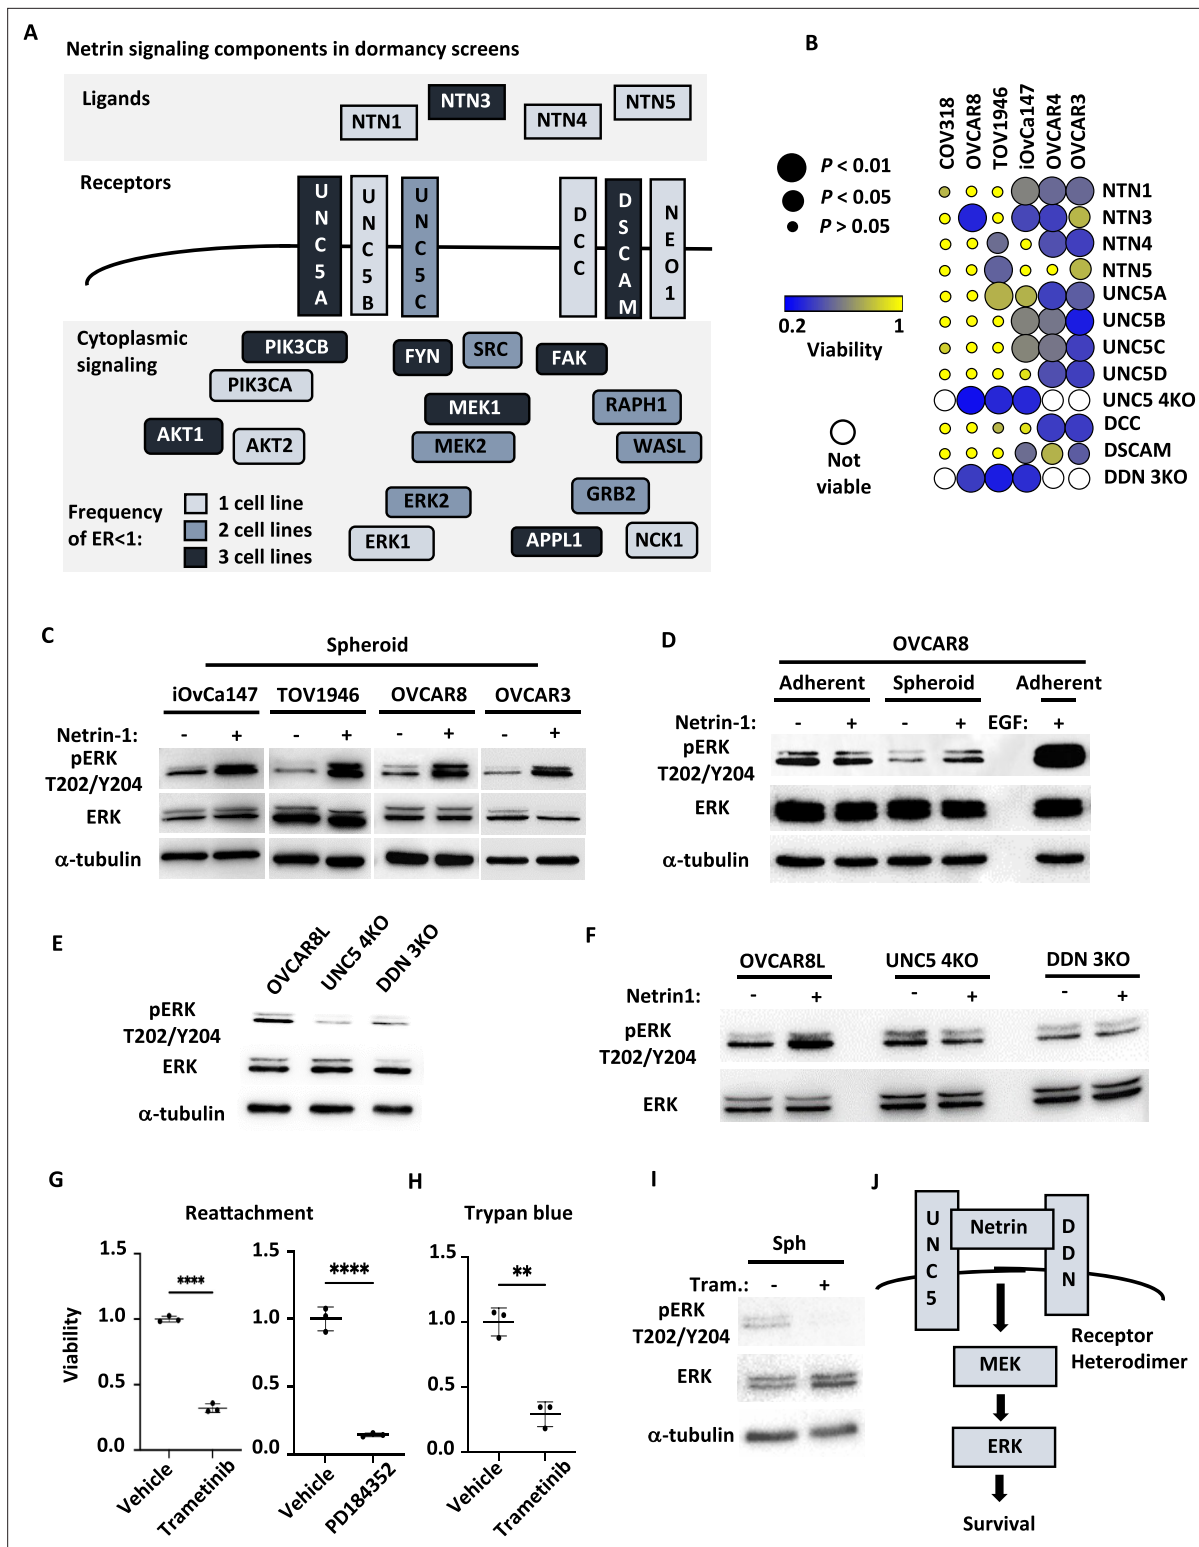 A
Netrin signaling components in dormancy screens
Ligands
NTN1
NTN3
NTN4
NTN5
Receptors
UNC5A
UNC5B
UNC5C
DCC
DSCAM
NEO1
Cytoplasmic
signaling
PIK3CB
FYN
SRC
FAK
PIK3CA
MEK1
RAPH1
AKT1
AKT2
MEK2
WASL
ERK2
GRB2
ERK1
APPL1
NCK1
Frequency
of ER<1:
1 cell line
2 cell lines
3 cell lines
B
COV318
OVCAR8
TOV1946
iOvCa147
OVCAR4
OVCAR3
P < 0.01
P < 0.05
P > 0.05
0.2
1
Viability
Not
viable
NTN1
NTN3
NTN4
NTN5
UNC5A
UNC5B
UNC5C
UNC5D
UNC5 4KO
DCC
DSCAM
DDN 3KO
C
Spheroid
iOvCa147 TOV1946 OVCAR8 OVCAR3
Netrin-1: - + - + - + - +
pERK
T202/Y204
ERK
α-tubulin
D
OVCAR8
Adherent Spheroid Adherent
Netrin-1: - + - + EGF: +
pERK
T202/Y204
ERK
α-tubulin
E
OVCAR8L
UNC5 4KO
DDN 3KO
pERK
T202/Y204
ERK
α-tubulin
F
OVCAR8L UNC5 4KO DDN 3KO
Netrin1: - + - + - +
pERK
T202/Y204
ERK
G
Reattachment
Viability
1.5
1.0
0.5
0.0
****
Vehicle
Trametinib
1.5
1.0
0.5
0.0
****
Vehicle
PD184352
H
Trypan blue
1.5
1.0
0.5
0.0
**
Vehicle
Trametinib
I
Sph
Tram.: - +
pERK
T202/Y204
ERK
α-tubulin
J
UNC5
Netrin
DDN
Receptor
Heterodimer
MEK
ERK
Survival